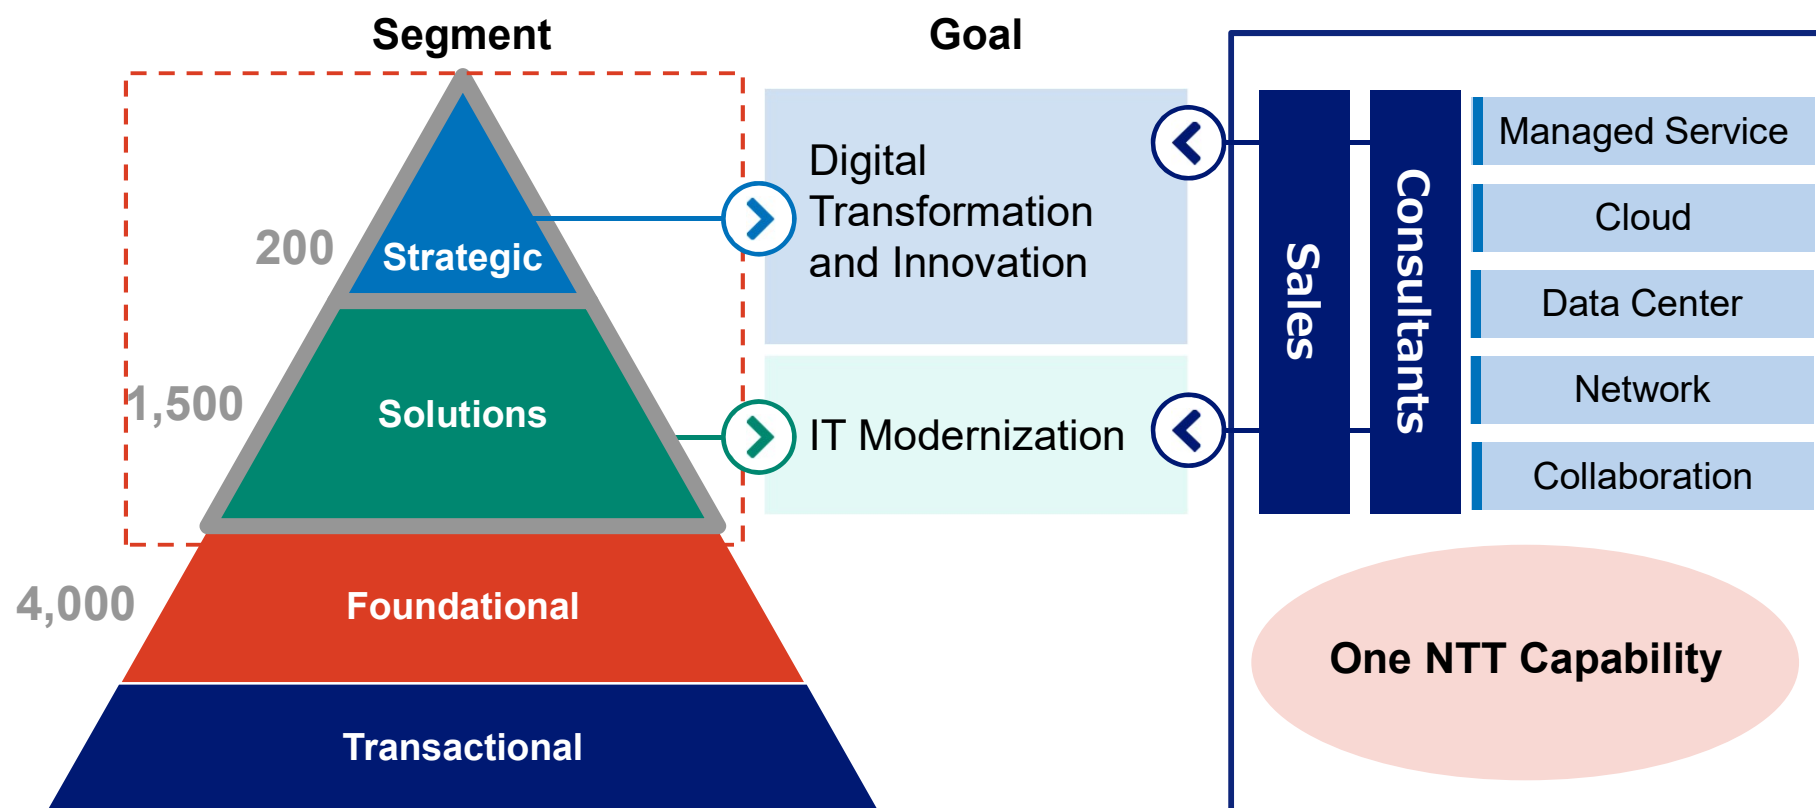 Segment
Goal
200
Strategic
1,500
Solutions
4,000
Foundational
Transactional
Digital
Transformation
and Innovation
IT Modernization
Sales
Consultants
Managed Service
Cloud
Data Center
Network
Collaboration
One NTT Capability